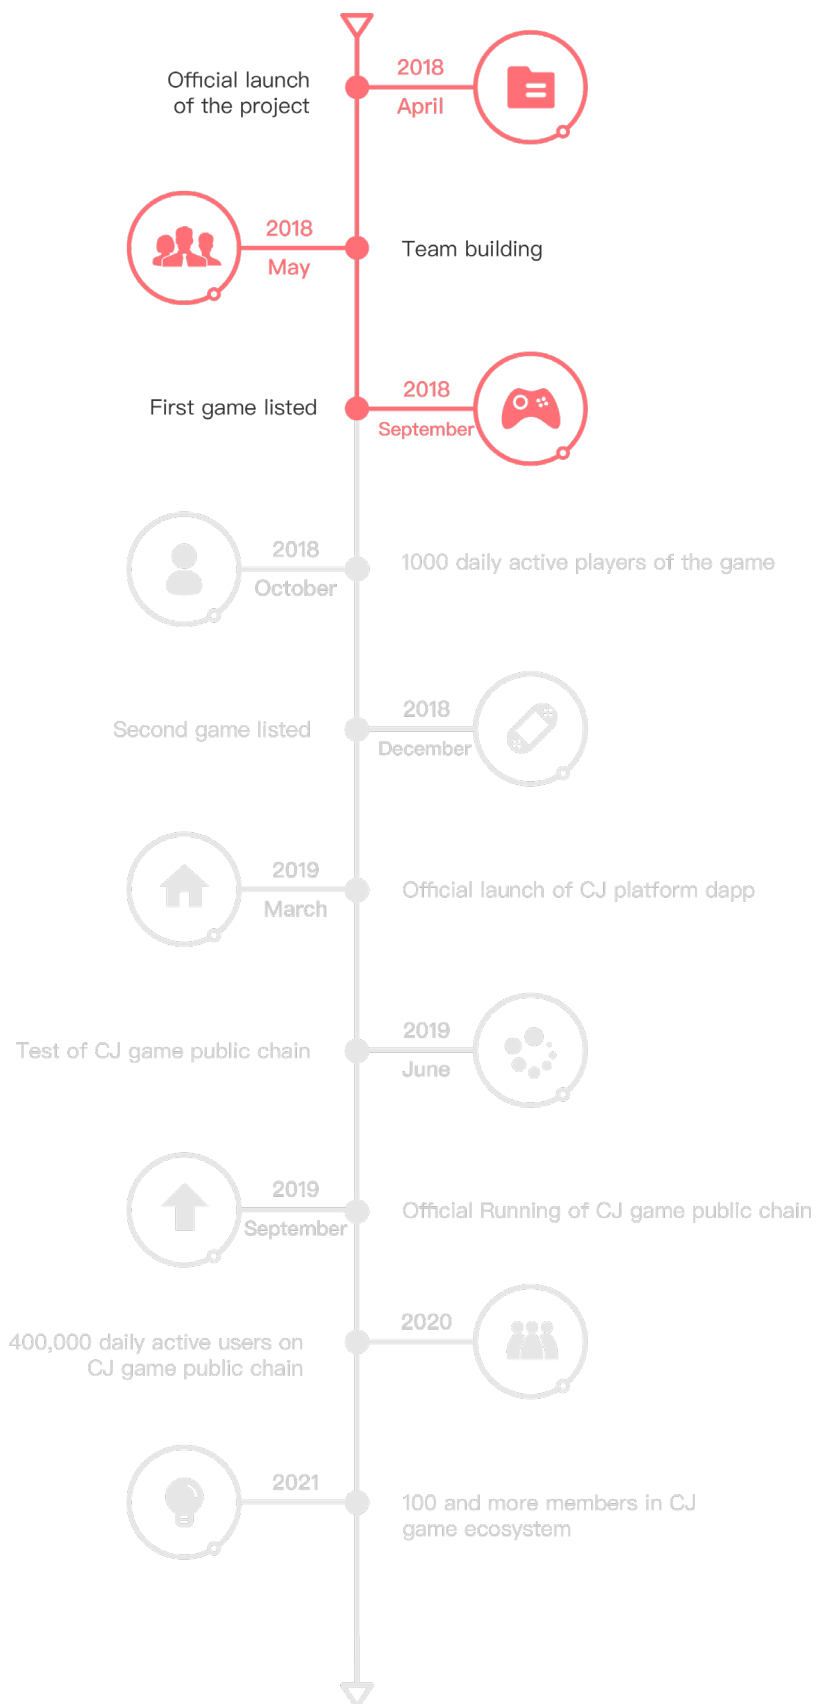 Official launch
of the project
2018
April
2018
May
Team building
First game listed
2018
September
2018
October
1000 daily active players of the game
Second game listed
2018
December
2019
March
Official launch of CJ platform dapp
Test of CJ game public chain
2019
June
2019
September
Official Running of CJ game public chain
400,000 daily active users on
CJ game public chain
2020
2021
100 and more members in CJ
game ecosystem